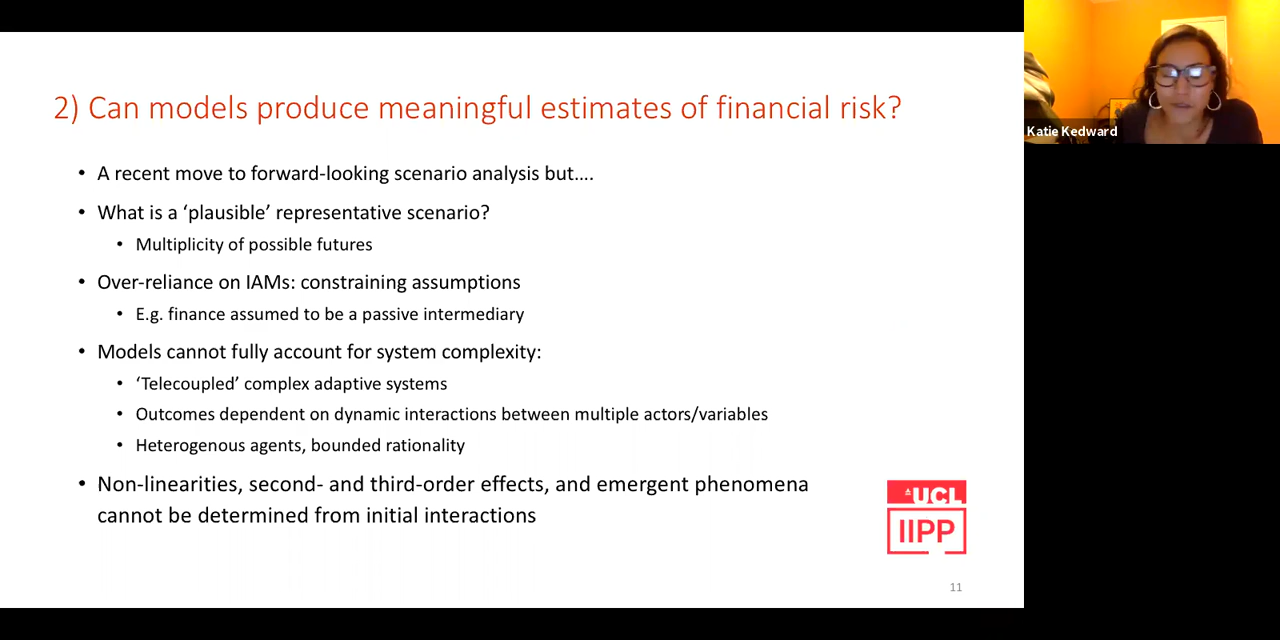 2) Can models produce meaningful estimates of financial risk?
• A recent move to forward-looking scenario analysis but....
• What is a ‘plausible’ representative scenario?
• Multiplicity of possible futures
• Over-reliance on IAMs: constraining assumptions
• E.g. finance assumed to be a passive intermediary
• Models cannot fully account for system complexity:
• ‘Telecoupled’ complex adaptive systems
• Outcomes dependent on dynamic interactions between multiple actors/variables
• Heterogenous agents, bounded rationality
• Non-linearities, second- and third-order effects, and emergent phenomena
cannot be determined from initial interactions
UCL
IIPP
11
Katie Kedward